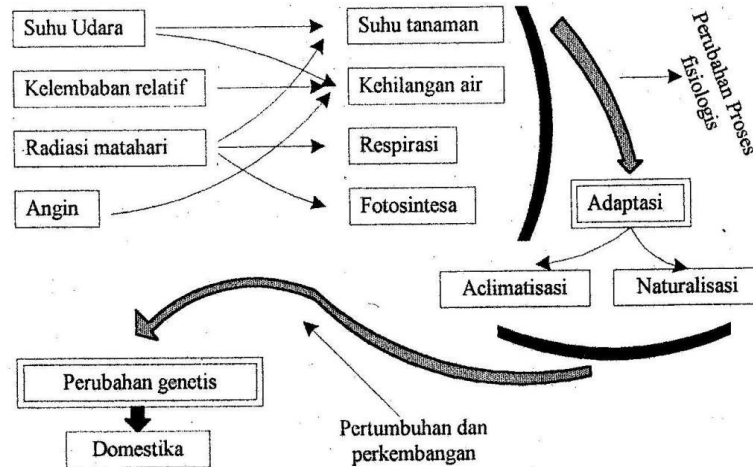 Suhu Udara
Suhu tanaman
Kelembaban relatif
Kehilangan air
Radiasi matahari
Respirasi
Angin
Fotosintesa
Perubahan Proses
fisiologis
Adaptasi
Aclimatisasi
Naturalisasi
Perubahan genetis
Domestika
Pertumbuhan dan
perkembangan